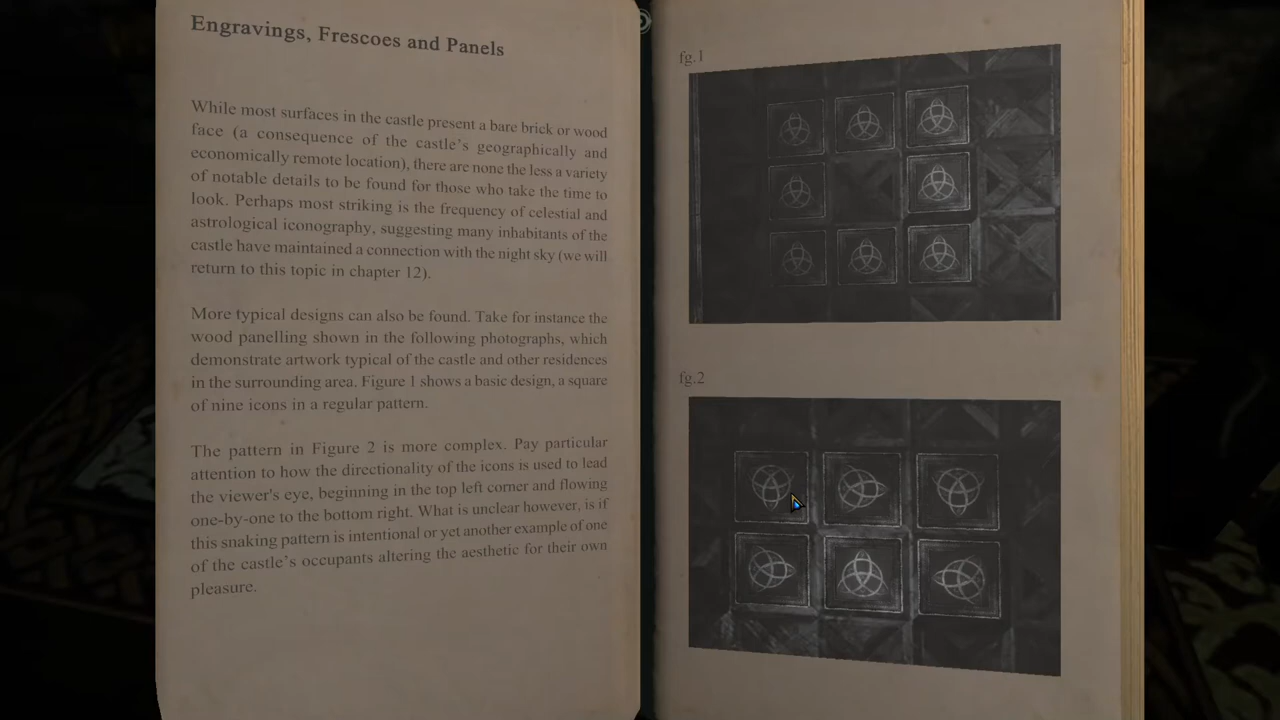 Engravings, Frescoes and Panels
While most surfaces in the castle present a bare brick or wood
face (a consequence of the castle's geographically and
economically remote location), there are none the less a variety
of notable details to be found for those who take the time to
look. Perhaps most striking is the frequency of celestial and
astrological iconography, suggesting many inhabitants of the
castle have maintained a connection with the night sky (we will
return to this topic in chapter 12).
More typical designs can also be found. Take for instance the
wood panelling shown in the following photographs, which
demonstrate artwork typical of the castle and other residences
in the surrounding area. Figure 1 shows a basic design, a square
of nine icons in a regular pattern.
The pattern in Figure 2 is more complex. Pay particular
attention to how the directionality of the icons is used to lead
the viewer's eye, beginning in the top left corner and flowing
one-by-one to the bottom right. What is unclear however, is if
this snaking pattern is intentional or yet another example of one
of the castle's occupants altering the aesthetic for their own
pleasure.
fg.1
fg.2